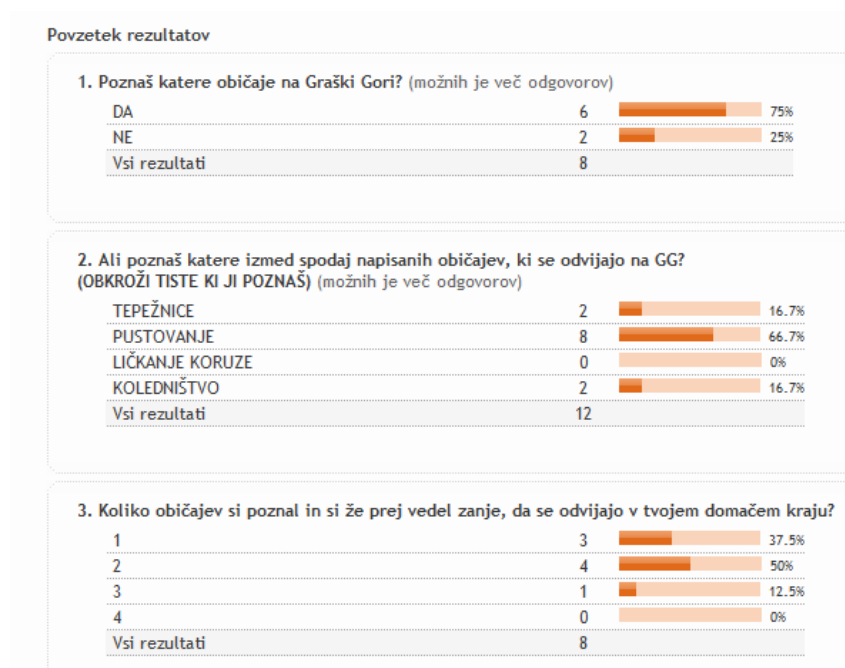 Povzetek rezultatov
1. Poznaš katere običaje na Graški Gori? (možnih je več odgovorov)
DA 6 75%
NE 2 25%
Vsi rezultati 8
2. Ali poznaš katere izmed spodaj napisanih običajev, ki se odvijajo na GG?
(OBKROŽI TISTE KI JI POZNAŠ) (možnih je več odgovorov)
TEPEŽNICE 2 16.7%
PUSTOVANJE 8 66.7%
LIČKANJE KORUZE 0 0%
KOLEDNIŠTVO 2 16.7%
Vsi rezultati 12
3. Koliko običajev si poznal in si že prej vedel zanje, da se odvijajo v tvojem domačem kraju?
1 3 37.5%
2 4 50%
3 1 12.5%
4 0 0%
Vsi rezultati 8